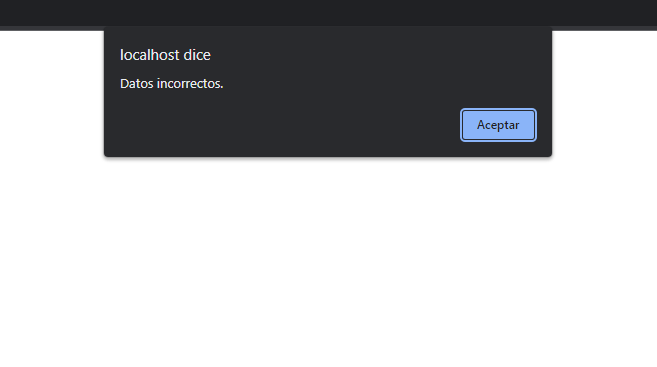 localhost dice
Datos incorrectos.
Aceptar